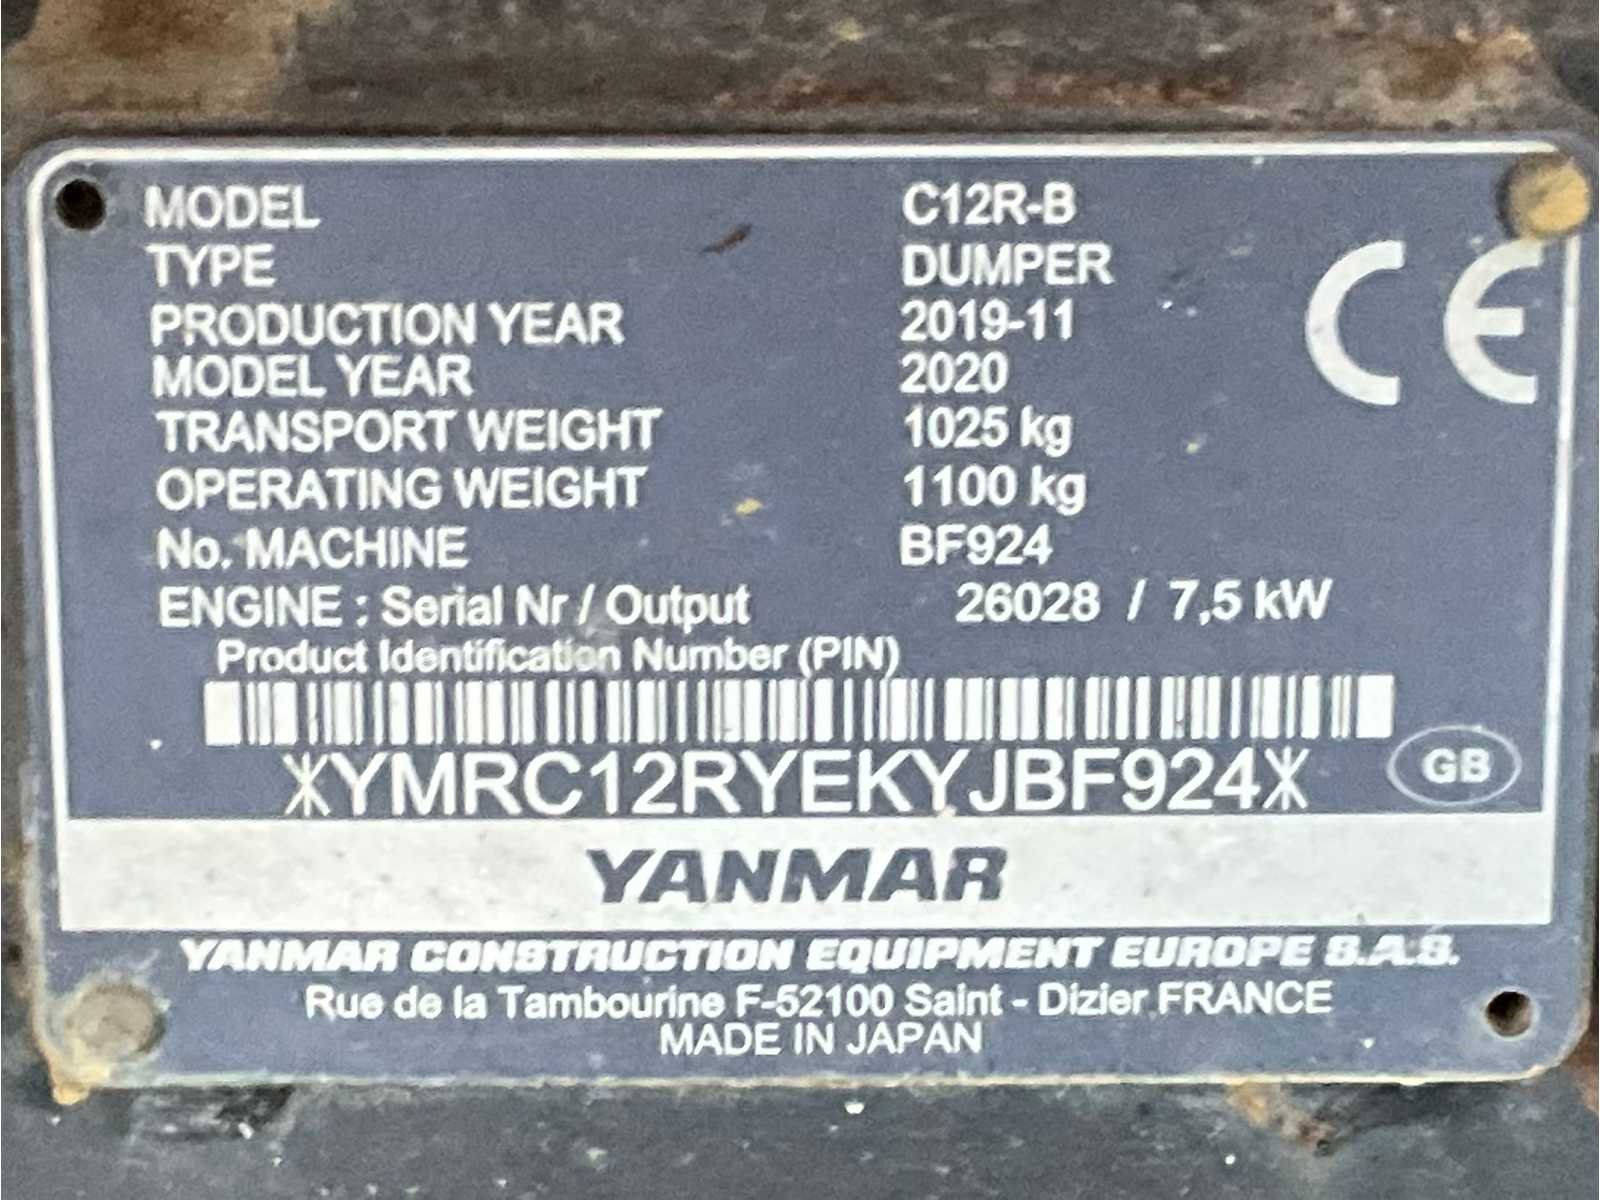 MODEL C12R-B
TYPE DUMPER
PRODUCTION YEAR 2019-11
MODEL YEAR 2020
TRANSPORT WEIGHT 1025 kg
OPERATING WEIGHT 1100 kg
No. MACHINE BF924
ENGINE : Serial Nr / Output 26028 / 7,5 kW
Product Identification Number (PIN)
*YMRC12RYEKYJBF924*
CE
GB
YANMAR
YANMAR CONSTRUCTION EQUIPMENT EUROPE S.A.S.
Rue de la Tambourine F-52100 Saint - Dizier FRANCE
MADE IN JAPAN